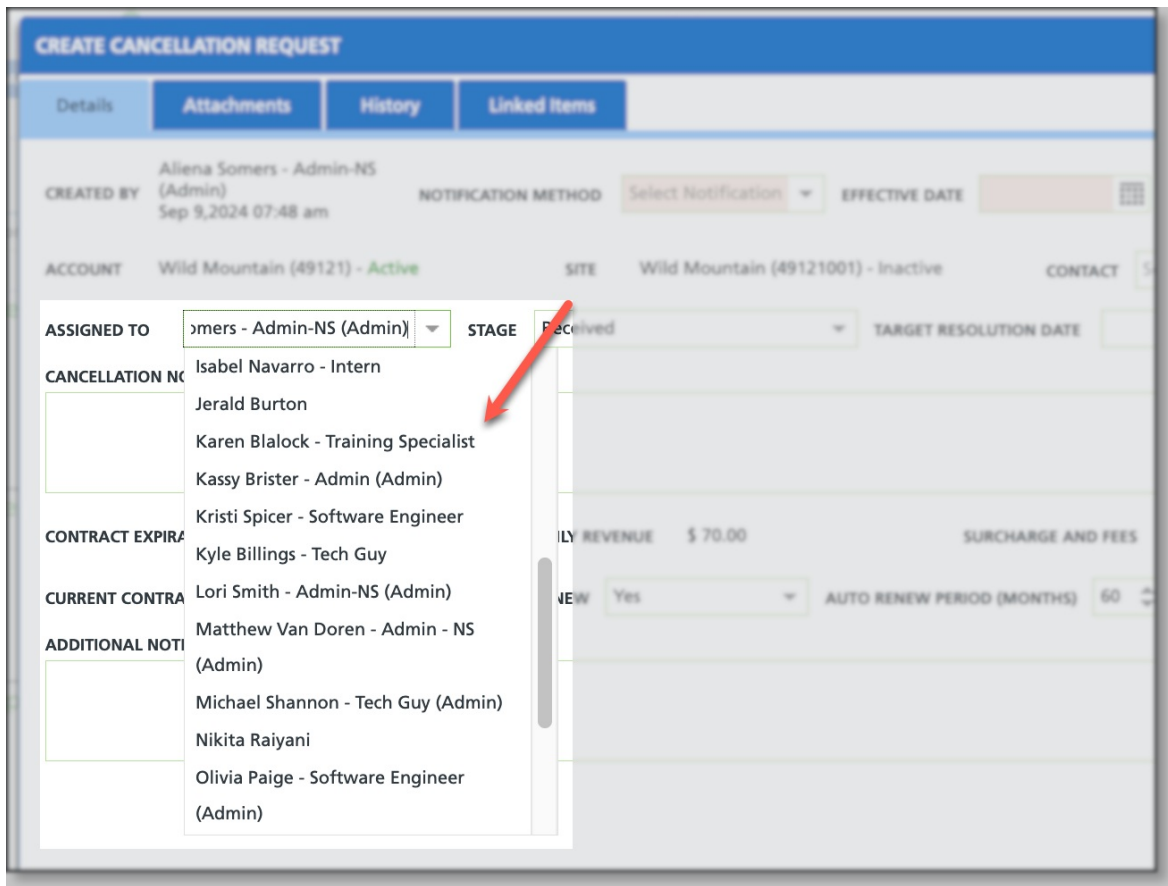 CREATE CANCELLATION REQUEST
Details Attachments History Linked Items
Aliena Somers - Admin-NS
CREATED BY (Admin) NOTIFICATION METHOD Select Notification EFFECTIVE DATE
Sep 9,2024 07:48 am
ACCOUNT Wild Mountain (49121) - Active SITE Wild Mountain (49121001) - Inactive CONTACT
ASSIGNED TO omers - Admin-NS (Admin) STAGE Received TARGET RESOLUTION DATE
Isabel Navarro - Intern
CANCELLATION NO
Jerald Burton
Karen Blalock - Training Specialist
Kassy Brister - Admin (Admin)
Kristi Spicer - Software Engineer
CONTRACT EXPIRA LY REVENUE $ 70.00 SURCHARGE AND FEES
Kyle Billings - Tech Guy
Lori Smith - Admin-NS (Admin)
CURRENT CONTRA NEW Yes AUTO RENEW PERIOD (MONTHS) 60
Matthew Van Doren - Admin - NS
ADDITIONAL NOT
(Admin)
Michael Shannon - Tech Guy (Admin)
Nikita Raiyani
Olivia Paige - Software Engineer
(Admin)